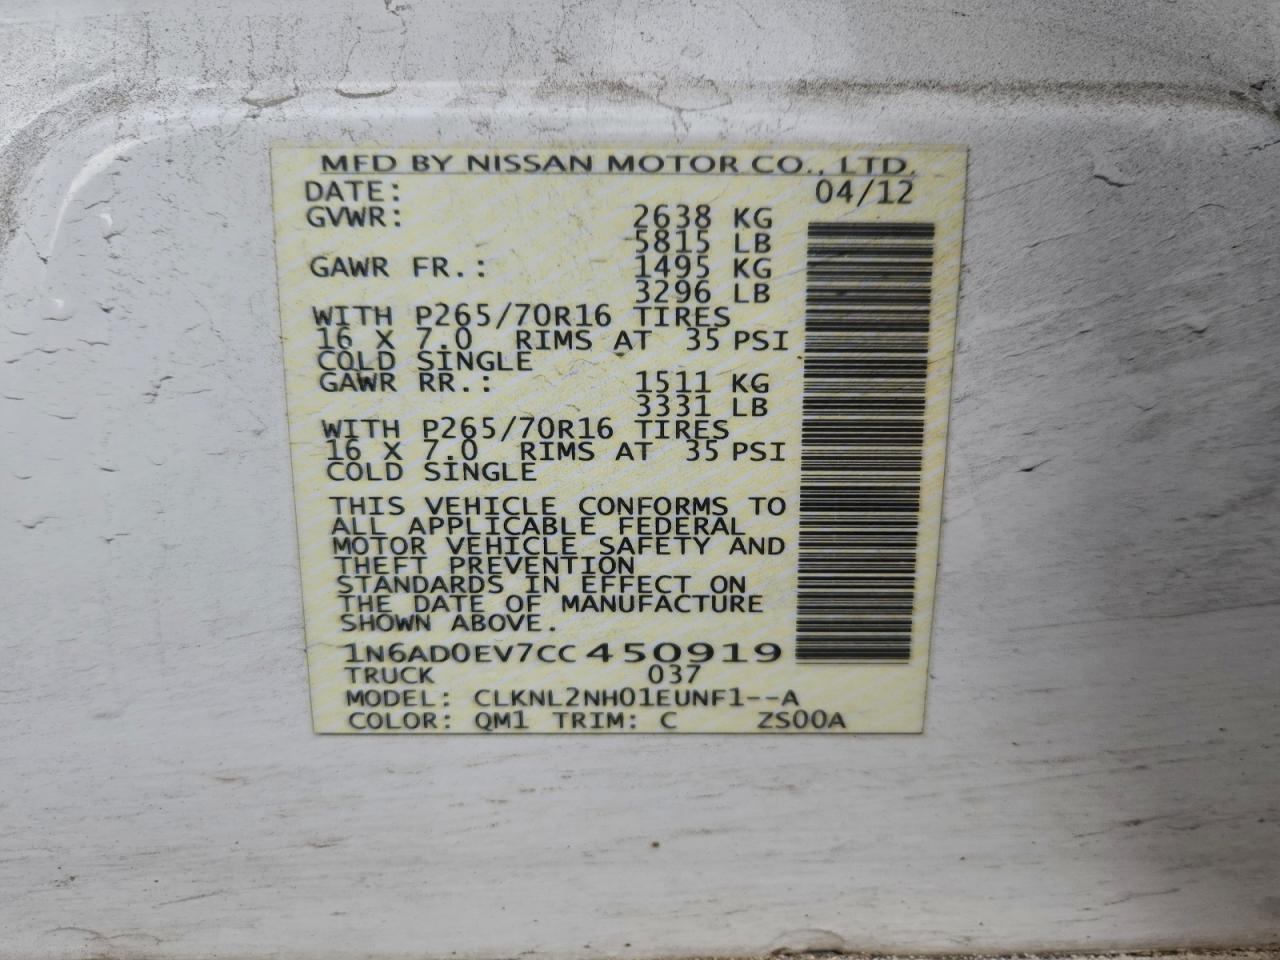 MFD BY NISSAN MOTOR CO., LTD.
DATE: 04/12
GVWR: 2638 KG
5815 LB
GAWR FR.: 1495 KG
3296 LB
WITH P265/70R16 TIRES
16 X 7.0 RIMS AT 35 PSI
COLD SINGLE
GAWR RR.: 1511 KG
3331 LB
WITH P265/70R16 TIRES
16 X 7.0 RIMS AT 35 PSI
COLD SINGLE
THIS VEHICLE CONFORMS TO
ALL APPLICABLE FEDERAL
MOTOR VEHICLE SAFETY AND
THEFT PREVENTION
STANDARDS IN EFFECT ON
THE DATE OF MANUFACTURE
SHOWN ABOVE.
1N6AD0EV7CC450919
TRUCK 037
MODEL: CLKNL2NH01EUNF1--A
COLOR: QM1 TRIM: C ZS00A